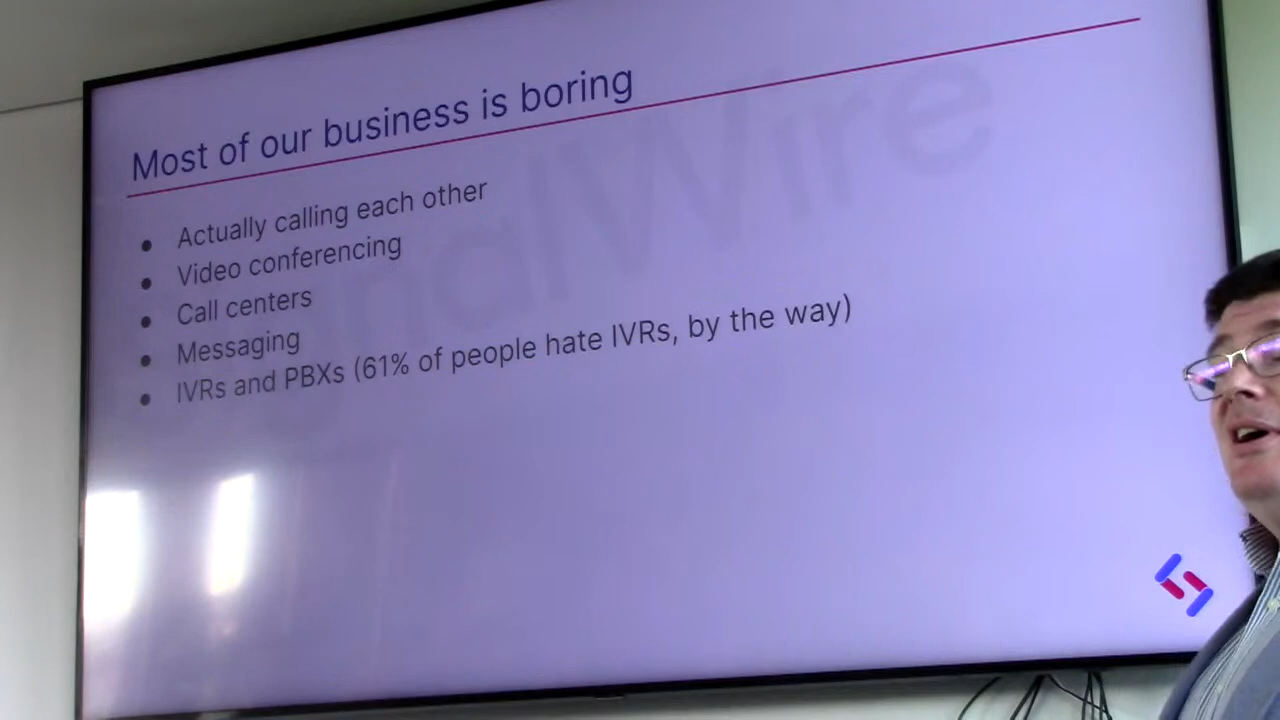 Most of our business is boring
● Actually calling each other
● Video conferencing
● Call centers
● Messaging
● IVRs and PBXs (61% of people hate IVRs, by the way)